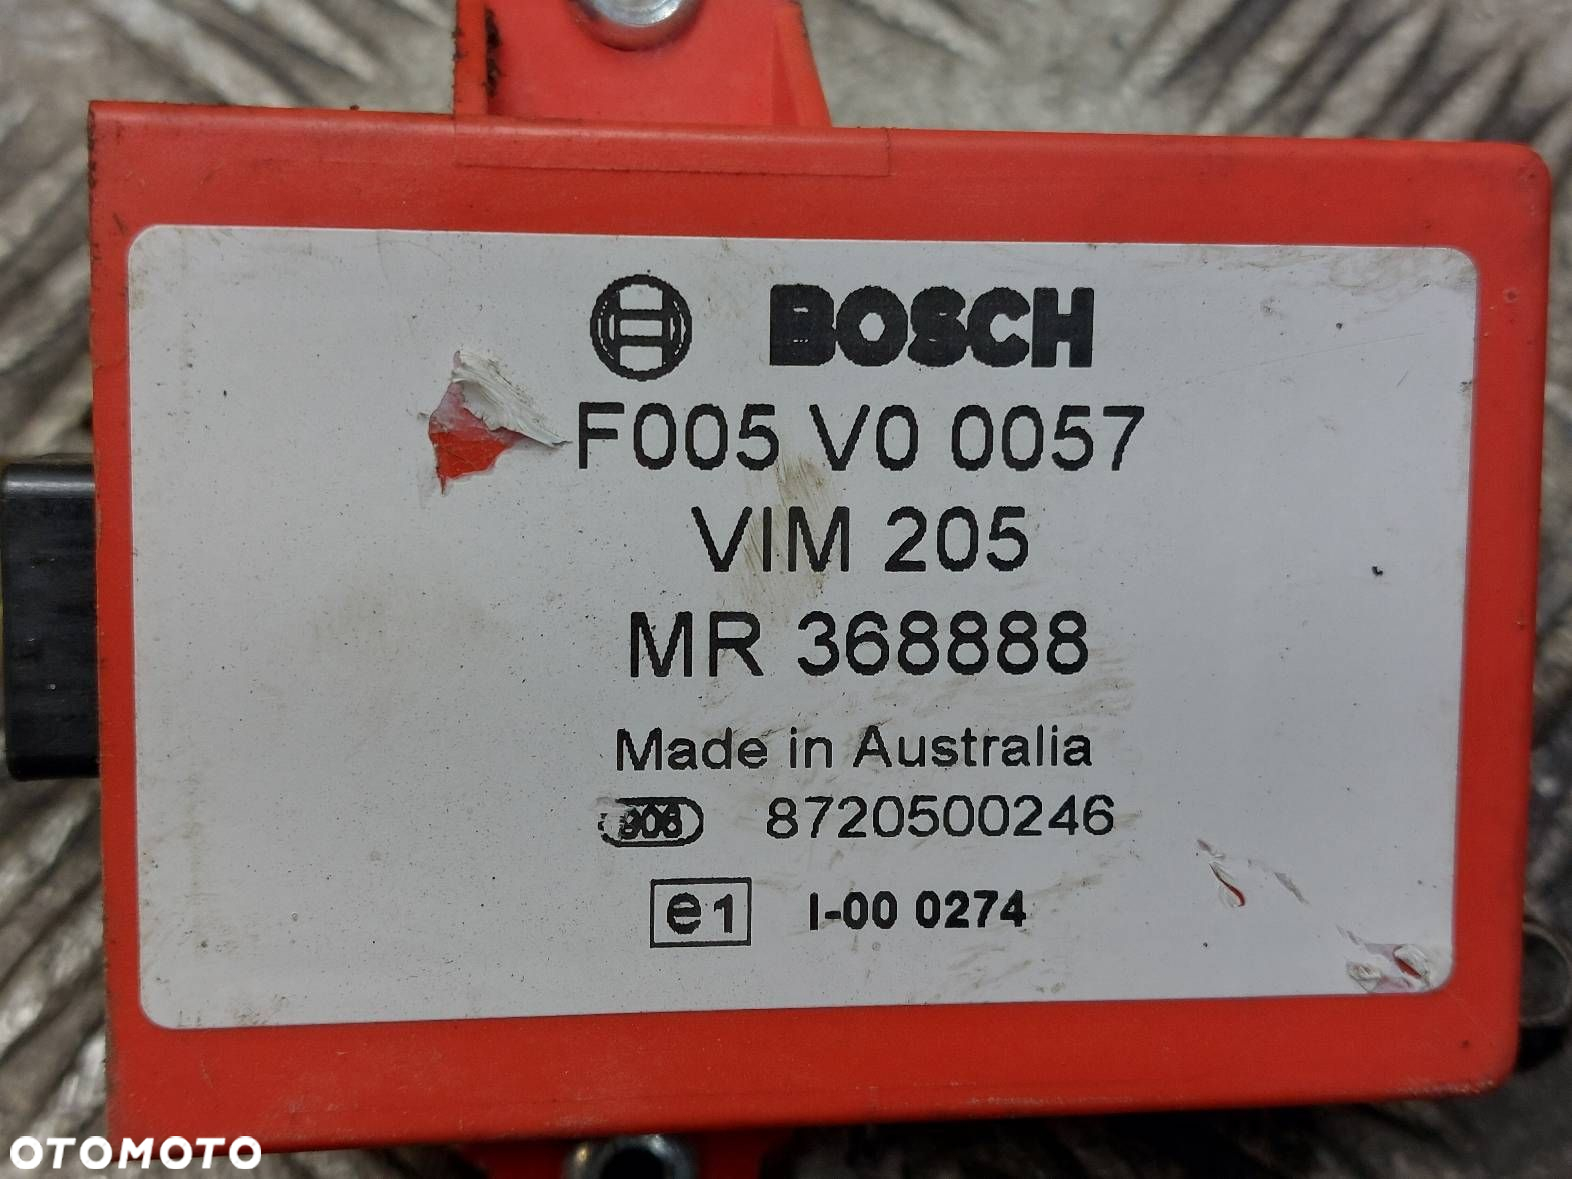 BOSCH
F005 V0 0057
VIM 205
MR 368888
Made in Australia
8720500246
e1 I-00 0274
OTOMOTO